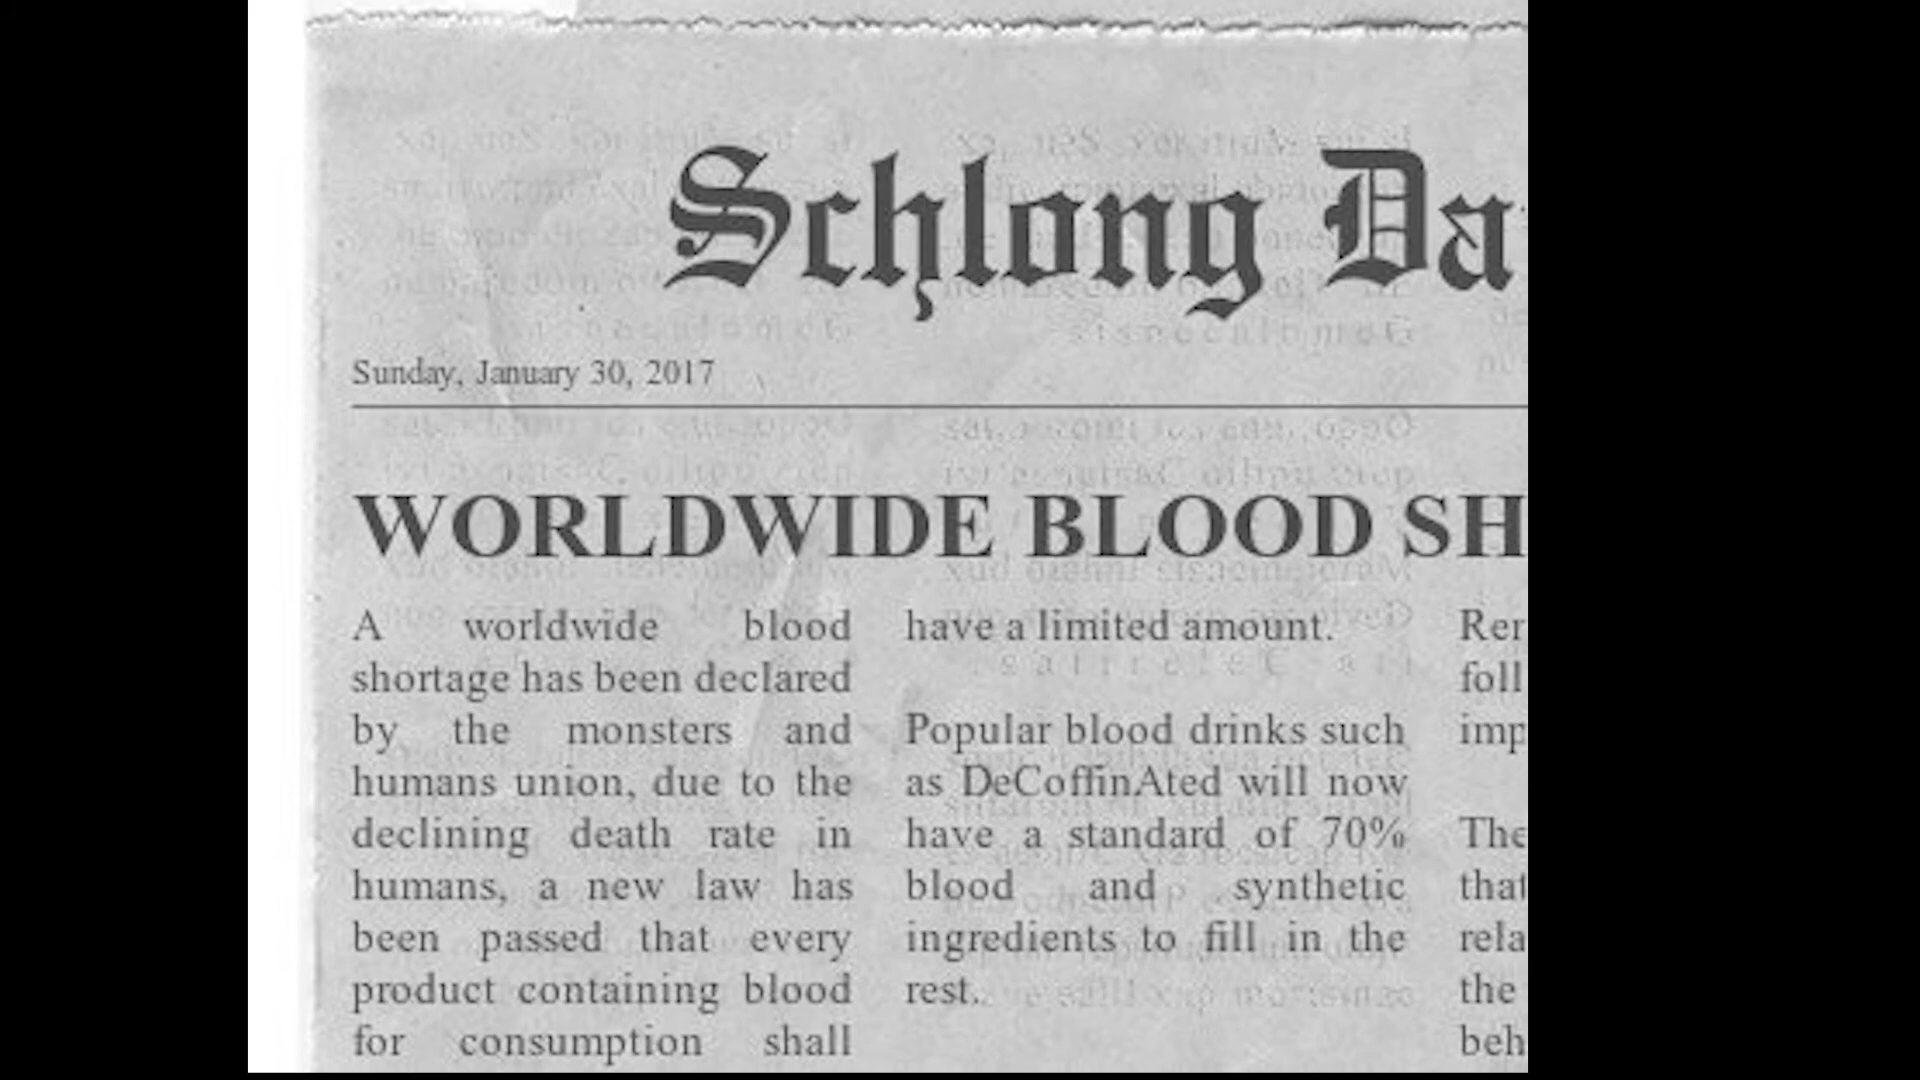 Schlong Da
Sunday, January 30, 2017
WORLDWIDE BLOOD SH
A worldwide blood
shortage has been declared
by the monsters and
humans union, due to the
declining death rate in
humans, a new law has
been passed that every
product containing blood
for consumption shall
have a limited amount.
Popular blood drinks such
as DeCoffinAted will now
have a standard of 70%
blood and synthetic
ingredients to fill in the
rest.
Rer
foll
imp
The
that
rela
the
beh